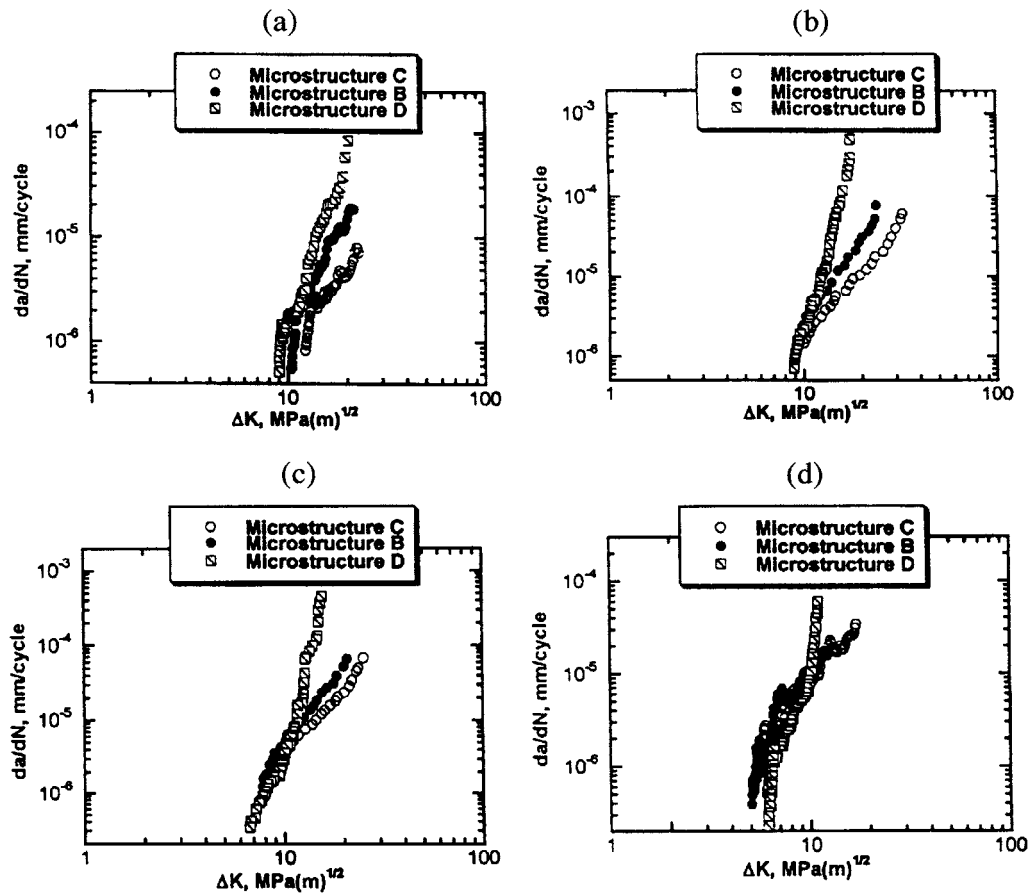 (a)
Microstructure C
Microstructure B
Microstructure D
da/dN, mm/cycle
10⁻⁴
10⁻⁵
10⁻⁶
1
10
100
ΔK, MPa(m)^1/2
(b)
Microstructure C
Microstructure B
Microstructure D
da/dN, mm/cycle
10⁻³
10⁻⁴
10⁻⁵
10⁻⁶
1
10
100
ΔK, MPa(m)^1/2
(c)
Microstructure C
Microstructure B
Microstructure D
da/dN, mm/cycle
10⁻³
10⁻⁴
10⁻⁵
10⁻⁶
1
10
100
ΔK, MPa(m)^1/2
(d)
Microstructure C
Microstructure B
Microstructure D
da/dN, mm/cycle
10⁻⁴
10⁻⁵
10⁻⁶
1
10
100
ΔK, MPa(m)^1/2